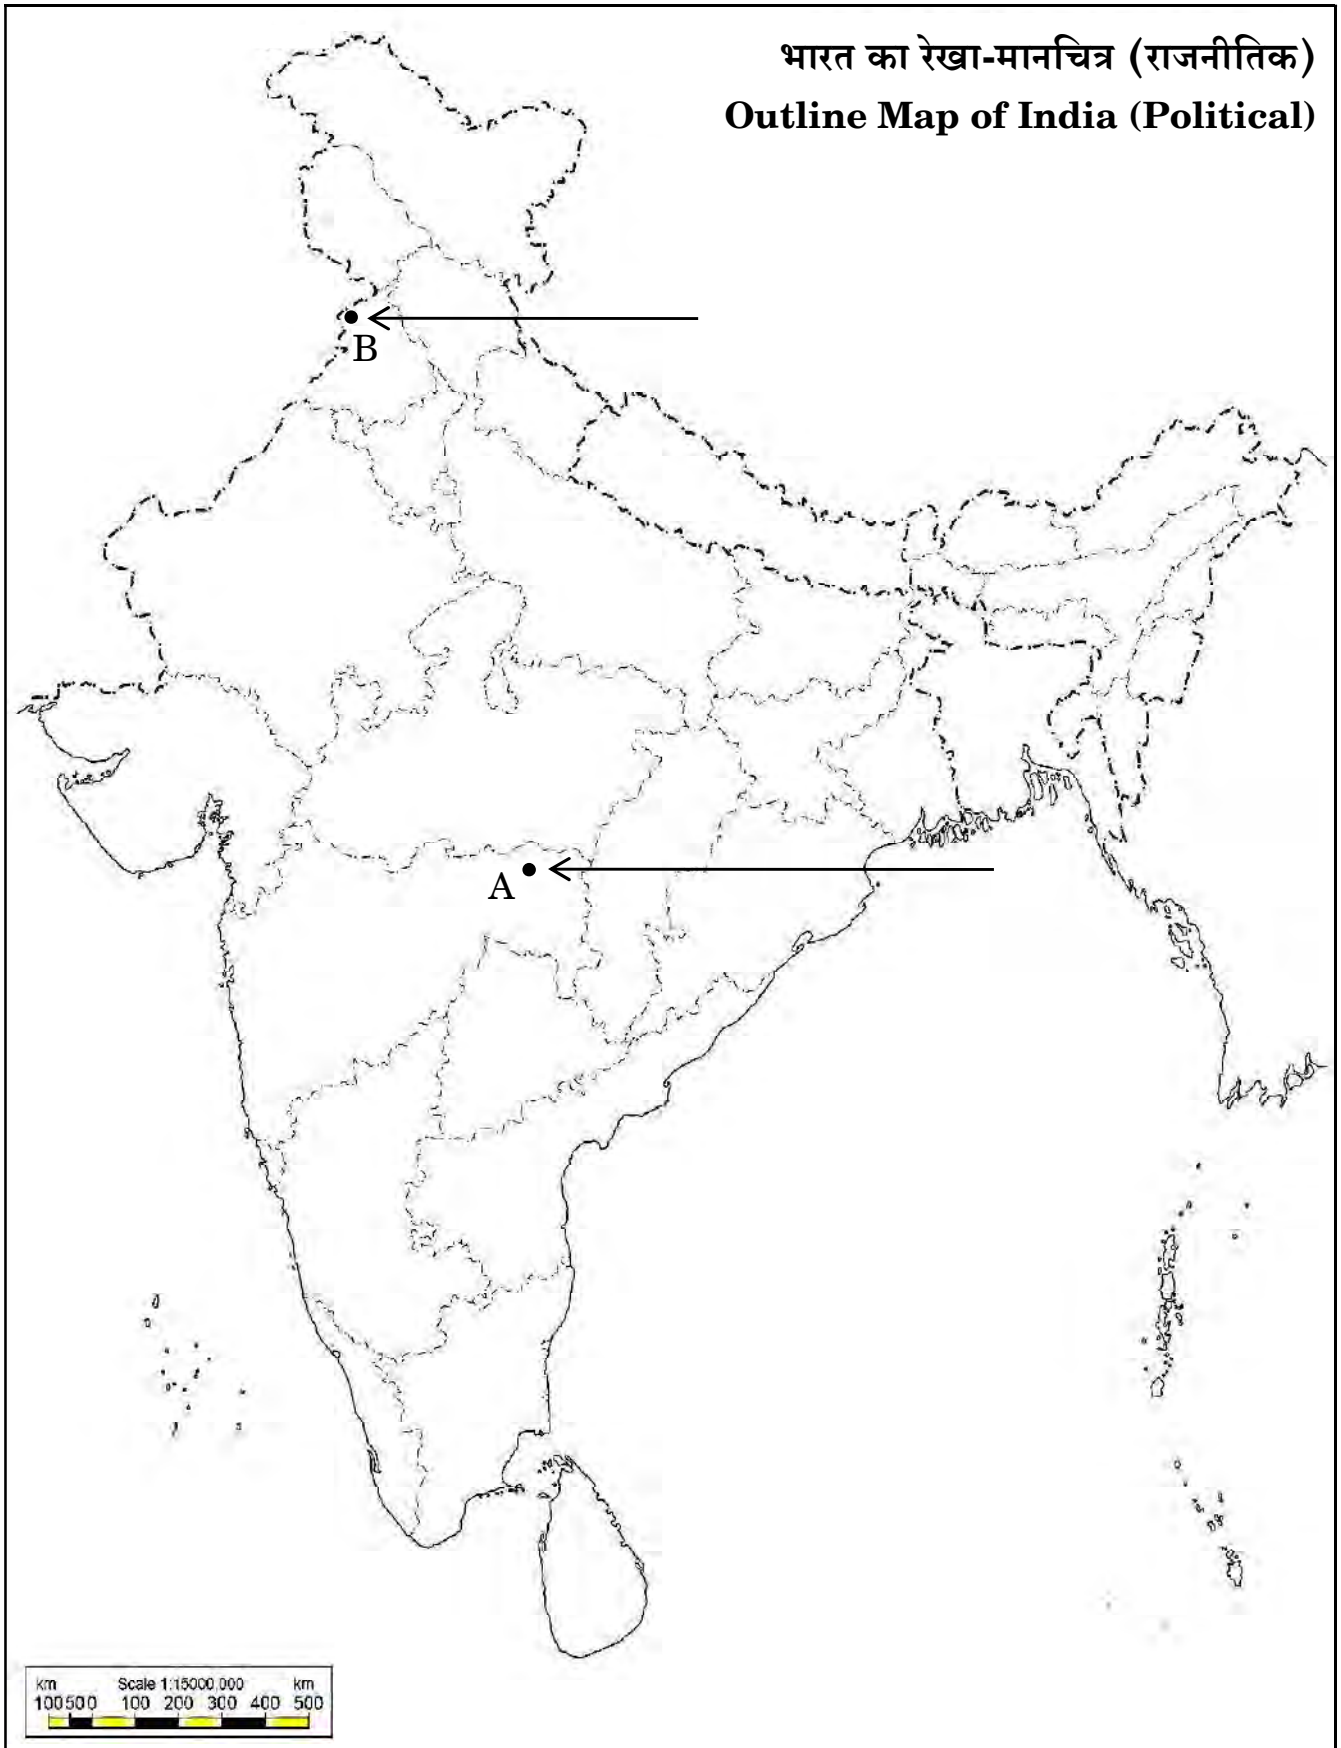 भारत का रेखा-मानचित्र (राजनीतिक)
Outline Map of India (Political)
B
A
km Scale 1:15000,000 km
100 50 0 100 200 300 400 500